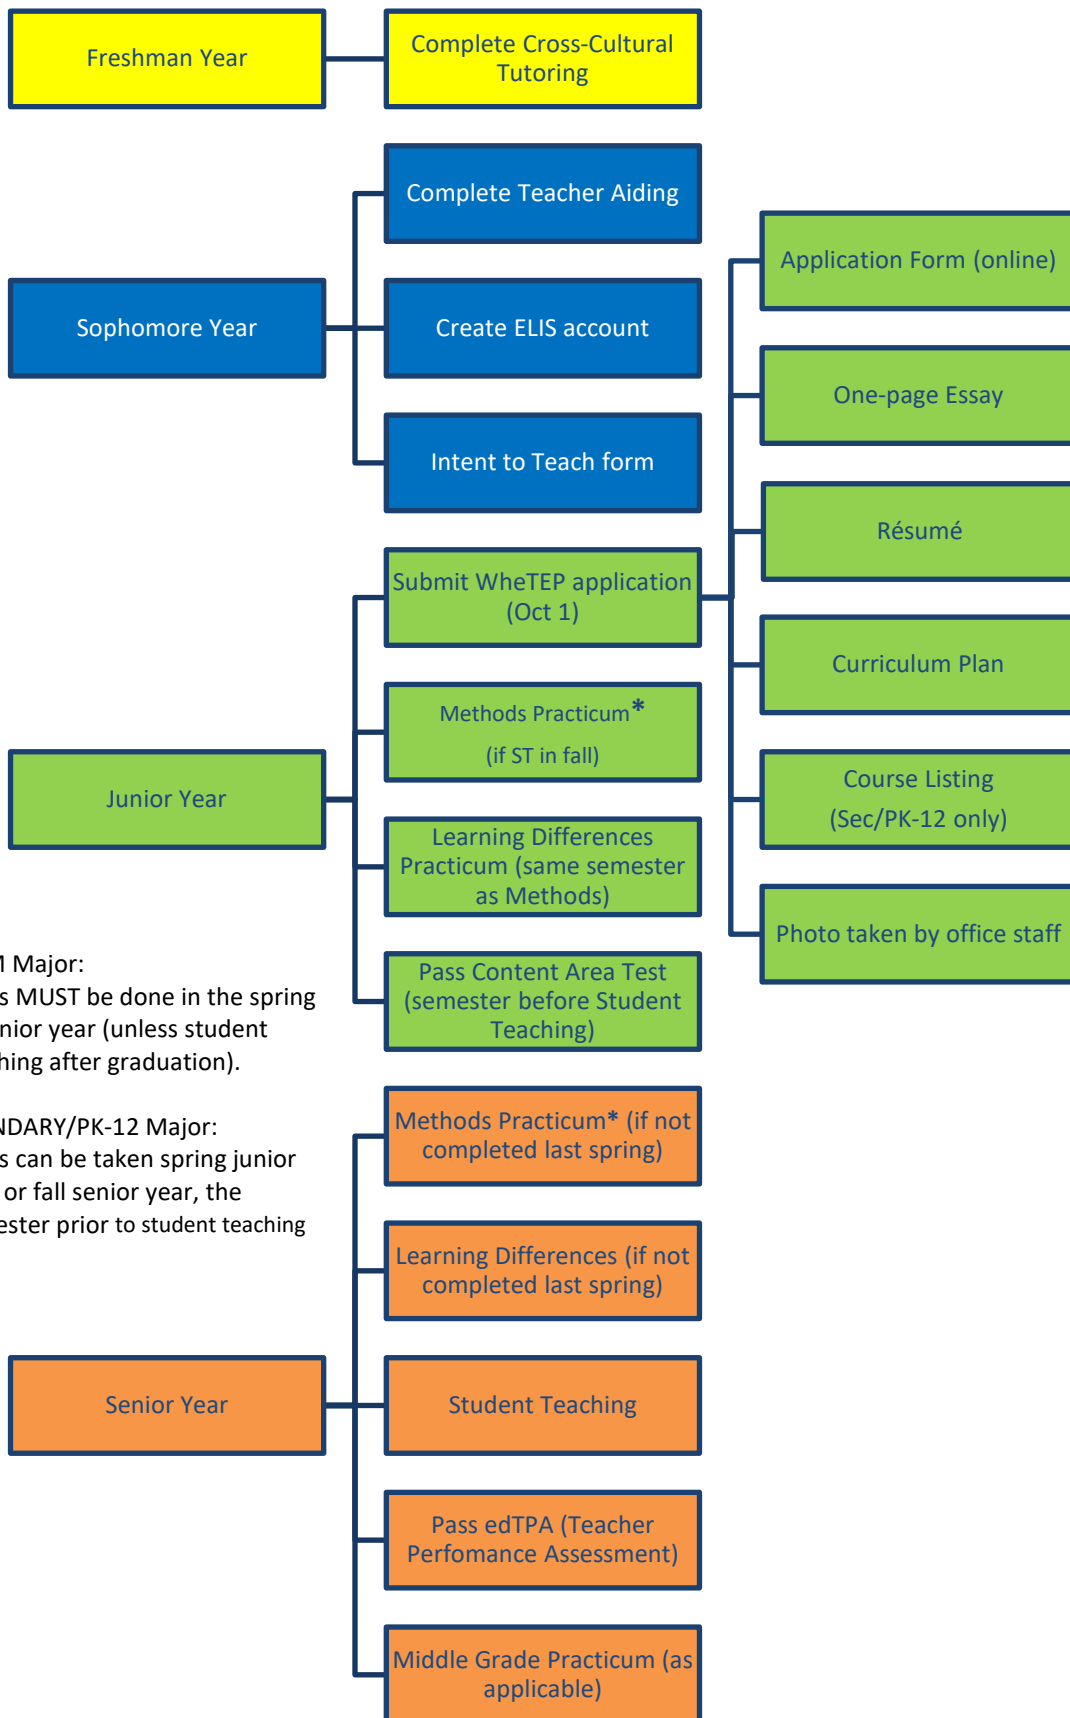 Freshman Year
Complete Cross-Cultural
Tutoring
Sophomore Year
Complete Teacher Aiding
Create ELIS account
Intent to Teach form
Junior Year
Submit WheTEP application
(Oct 1)
Application Form (online)
One-page Essay
Résumé
Curriculum Plan
Course Listing
(Sec/PK-12 only)
Photo taken by office staff
Methods Practicum*
(if ST in fall)
Learning Differences
Practicum (same semester
as Methods)
Pass Content Area Test
(semester before Student
Teaching)
Major:
MUST be done in the spring
year (unless student
after graduation).
/PK-12 Major:
can be taken spring junior
or fall senior year, the
prior to student teaching
Senior Year
Methods Practicum* (if not
completed last spring)
Learning Differences (if not
completed last spring)
Student Teaching
Pass edTPA (Teacher
Perfomance Assessment)
Middle Grade Practicum (as
applicable)